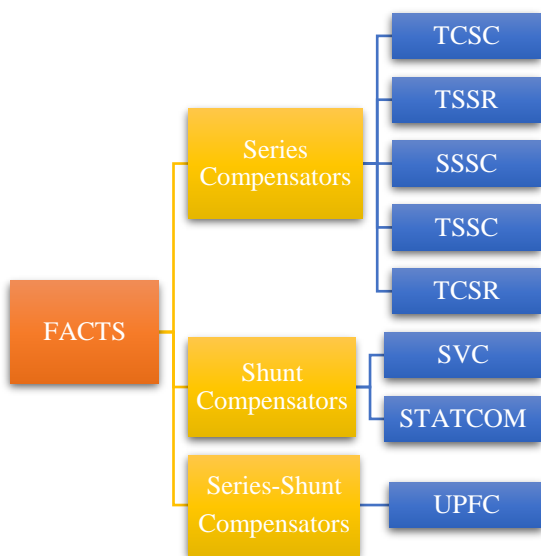 FACTS
Series
Compensators
TCSC
TSSR
SSSC
TSSC
TCSR
Shunt
Compensators
SVC
STATCOM
Series-Shunt
Compensators
UPFC